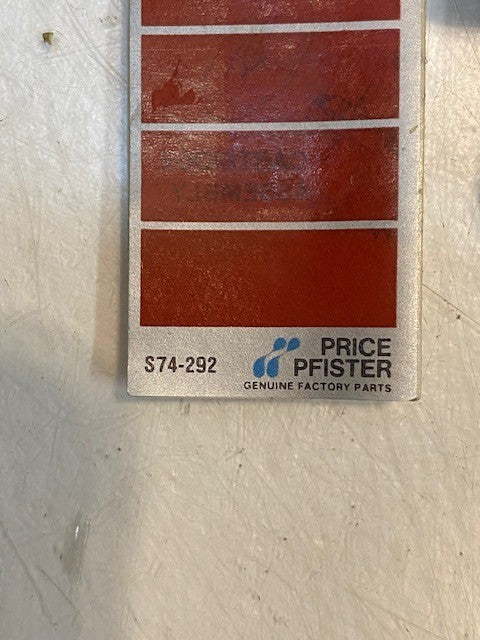 S74-292
PRICE
PFISTER
GENUINE FACTORY PARTS